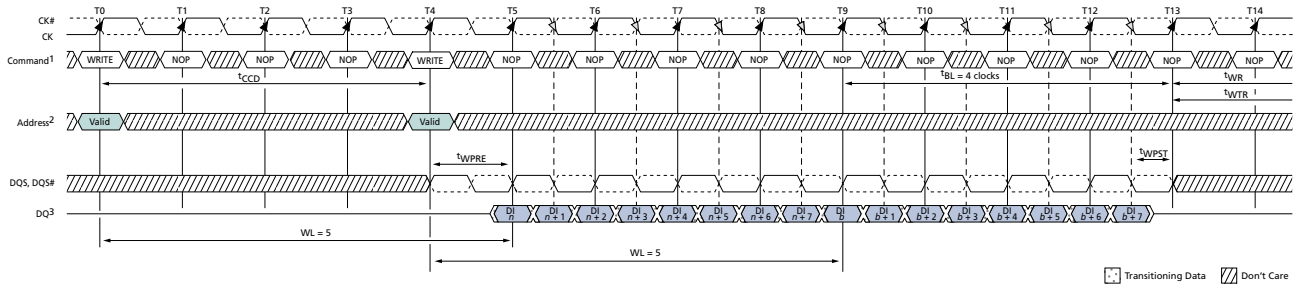 T0 T1 T2 T3 T4 T5 T6 T7 T8 T9 T10 T11 T12 T13 T14
CK#
CK
Command1 WRITE NOP NOP NOP WRITE NOP NOP NOP NOP NOP NOP NOP NOP NOP NOP
tCCD tBL = 4 clocks tWR
tWTR
Address2 Valid Valid
tWPRE tWPST
DQS, DQS#
DQ3 DI n DI n + 1 DI n + 2 DI n + 3 DI n + 4 DI n + 5 DI n + 6 DI n + 7 DI b DI b + 1 DI b + 2 DI b + 3 DI b + 4 DI b + 5 DI b + 6 DI b + 7
WL = 5
WL = 5
Transitioning Data Don't Care